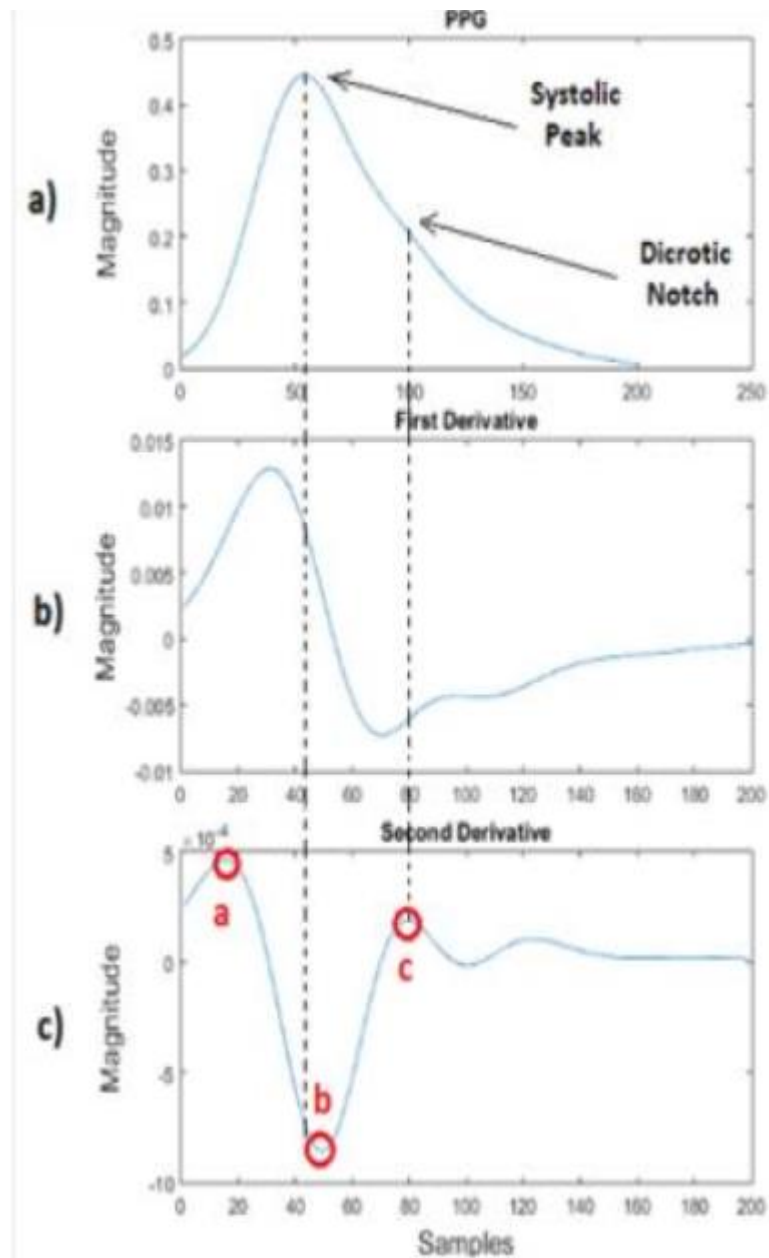 PPG
0.5
0.4
0.3
0.2
0.1
0
Magnitude
a)
Systolic
Peak
Dicrotic
Notch
0 50 100 150 200 250
First Derivative
0.015
0.01
0.005
0
-0.005
-0.01
Magnitude
b)
0 20 40 60 80 100 120 140 160 180 200
Second Derivative
× 10-4
5
0
-5
-10
Magnitude
c)
a
b
c
0 20 40 60 80 100 120 140 160 180 200
Samples